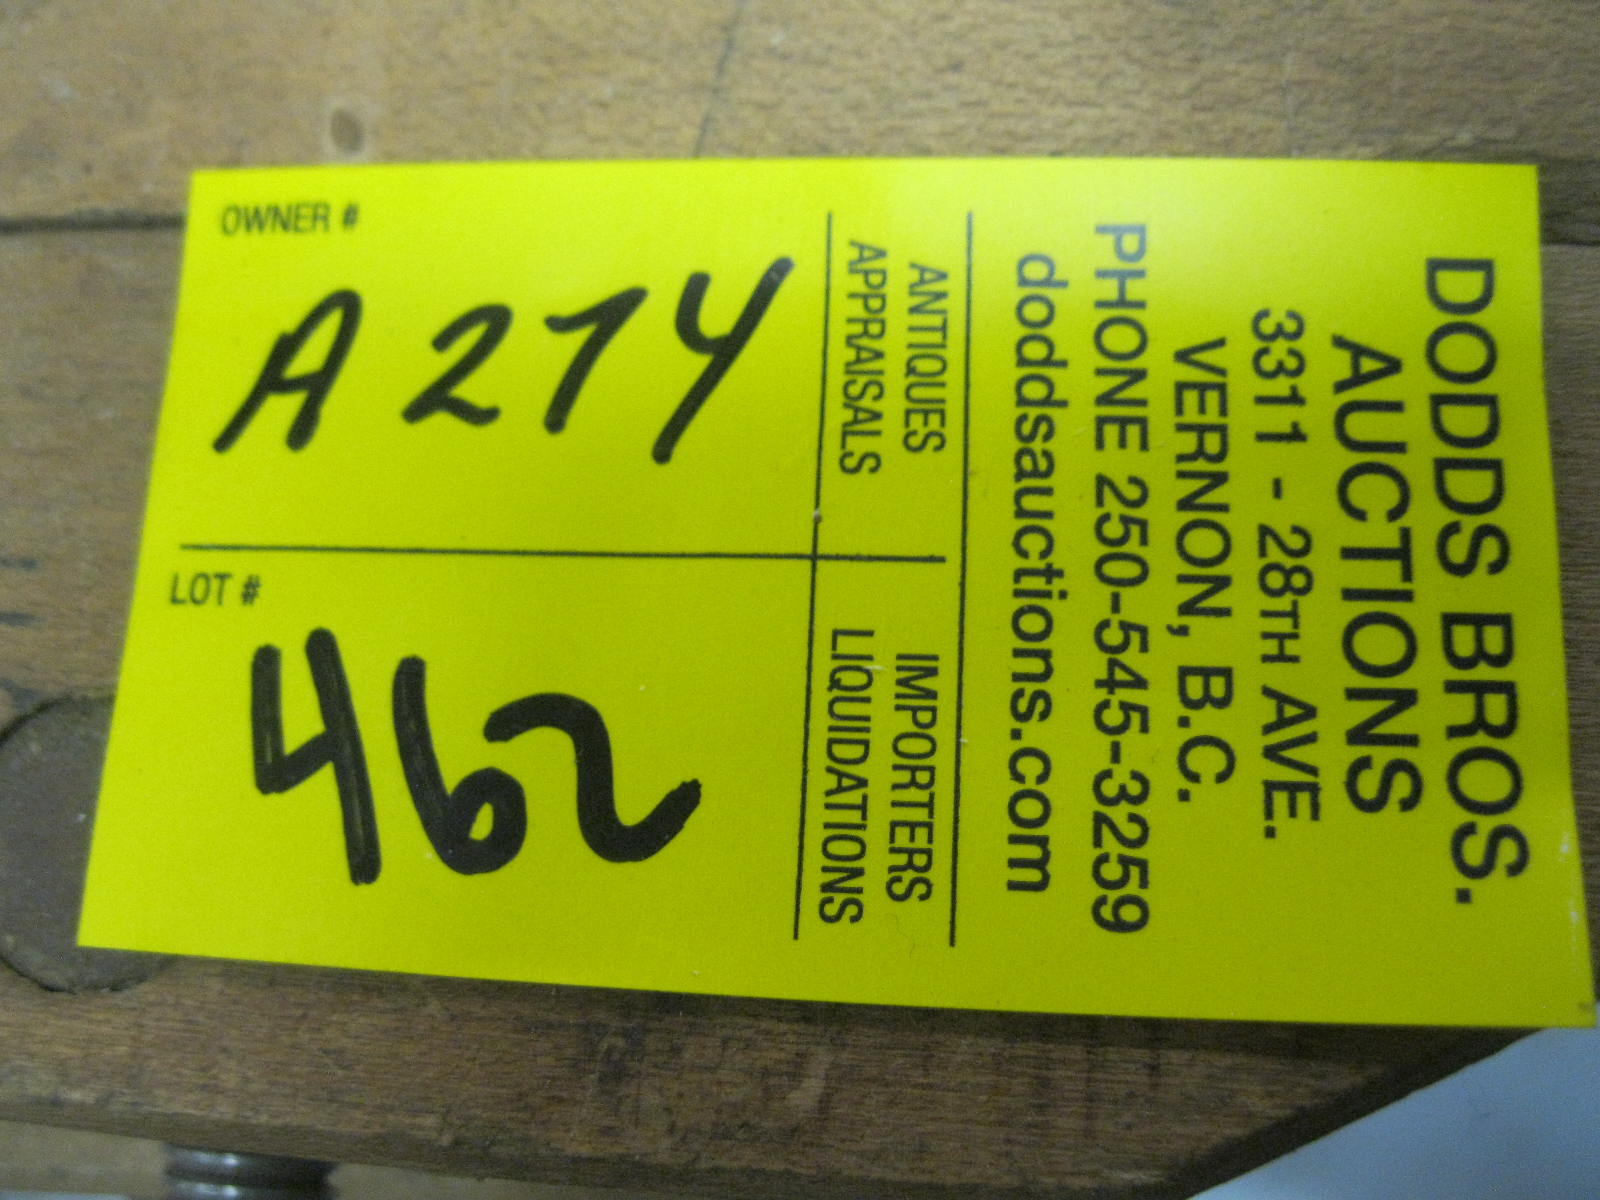 OWNER #
A 274
LOT #
462
ANTIQUES
APPRAISALS
IMPORTERS
LIQUIDATIONS
DODDS BROS.
AUCTIONS
3311 - 28TH AVE.
VERNON, B.C.
PHONE 250-545-3259
doddsauctions.com